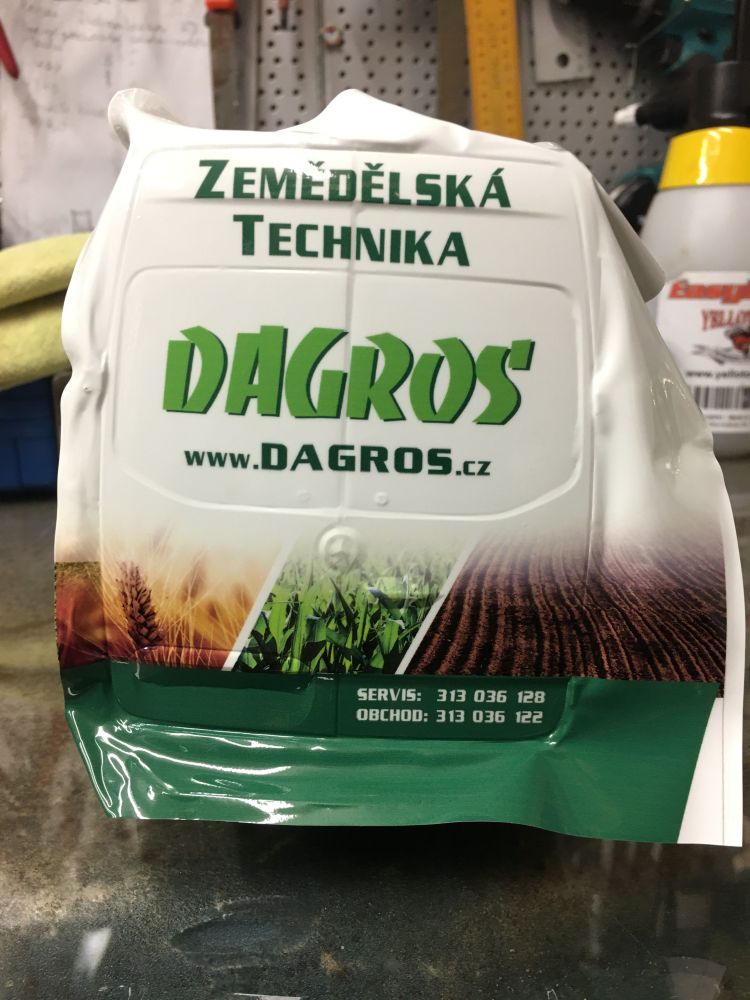 ZEMĚDĚLSKÁ
TECHNIKA
DAGROS
www.DAGROS.cz
SERVIS: 313 036 128
OBCHOD: 313 036 122